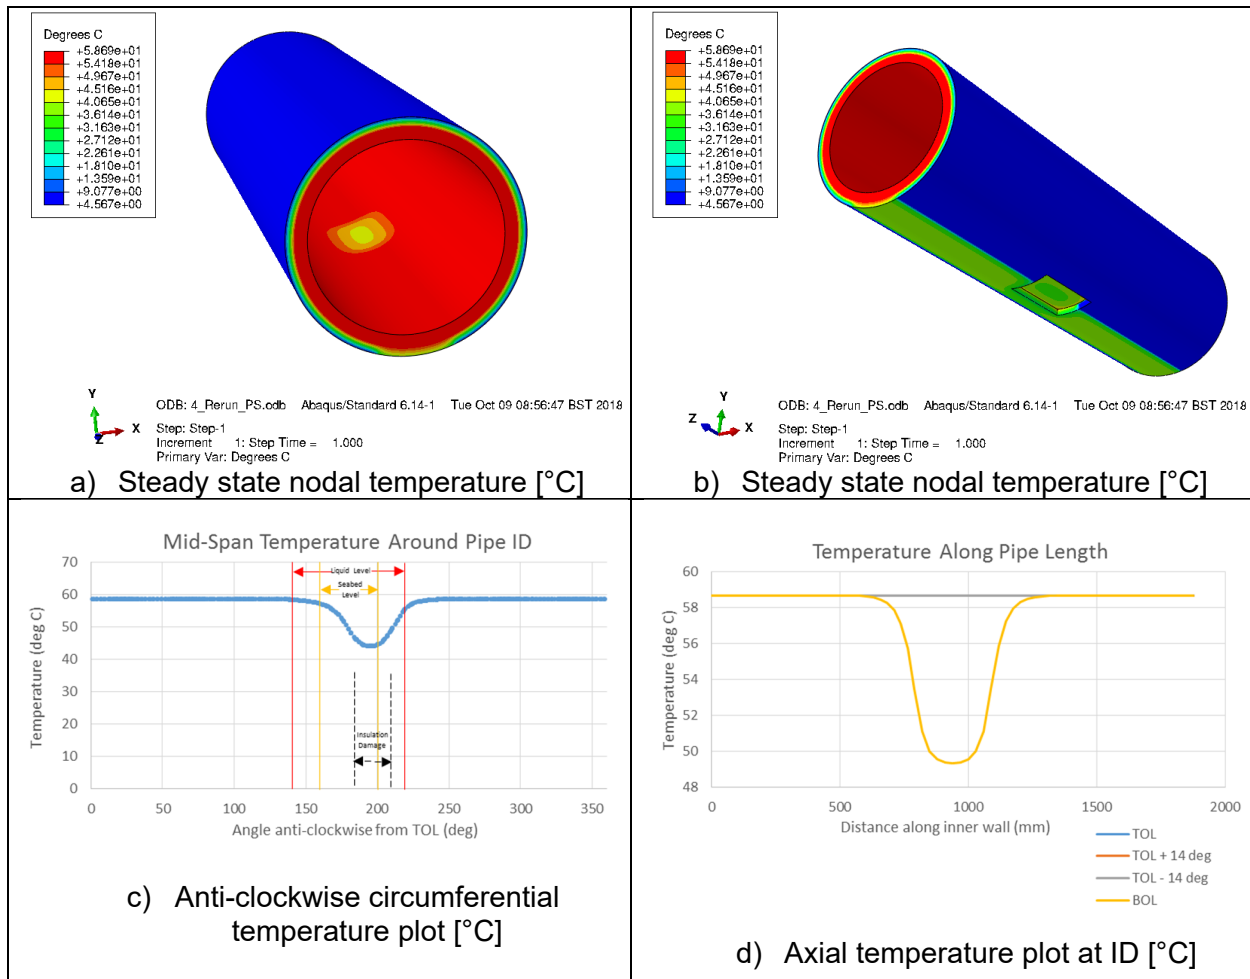 Degrees C
+5.869e+01
+5.418e+01
+4.967e+01
+4.516e+01
+4.065e+01
+3.614e+01
+3.163e+01
+2.712e+01
+2.261e+01
+1.810e+01
+1.359e+01
+9.077e+00
+4.567e+00
Y
X
Z
ODB: 4_Rerun_PS.odb Abaqus/Standard 6.14-1 Tue Oct 09 08:56:47 BST 2018
Step: Step-1
Increment 1: Step Time = 1.000
Primary Var: Degrees C
a) Steady state nodal temperature [°C]
Degrees C
+5.869e+01
+5.418e+01
+4.967e+01
+4.516e+01
+4.065e+01
+3.614e+01
+3.163e+01
+2.712e+01
+2.261e+01
+1.810e+01
+1.359e+01
+9.077e+00
+4.567e+00
Y
Z
X
ODB: 4_Rerun_PS.odb Abaqus/Standard 6.14-1 Tue Oct 09 08:56:47 BST 2018
Step: Step-1
Increment 1: Step Time = 1.000
Primary Var: Degrees C
b) Steady state nodal temperature [°C]
Mid-Span Temperature Around Pipe ID
Temperature (deg C)
70
60
50
40
30
20
10
0
Liquid Level
Seabed
Level
Insulation
Damage
0 50 100 150 200 250 300 350
Angle anti-clockwise from TOL (deg)
c) Anti-clockwise circumferential
temperature plot [°C]
Temperature Along Pipe Length
Temperature (deg C)
60
58
56
54
52
50
48
0 500 1000 1500 2000
Distance along inner wall (mm)
TOL
TOL + 14 deg
TOL - 14 deg
BOL
d) Axial temperature plot at ID [°C]